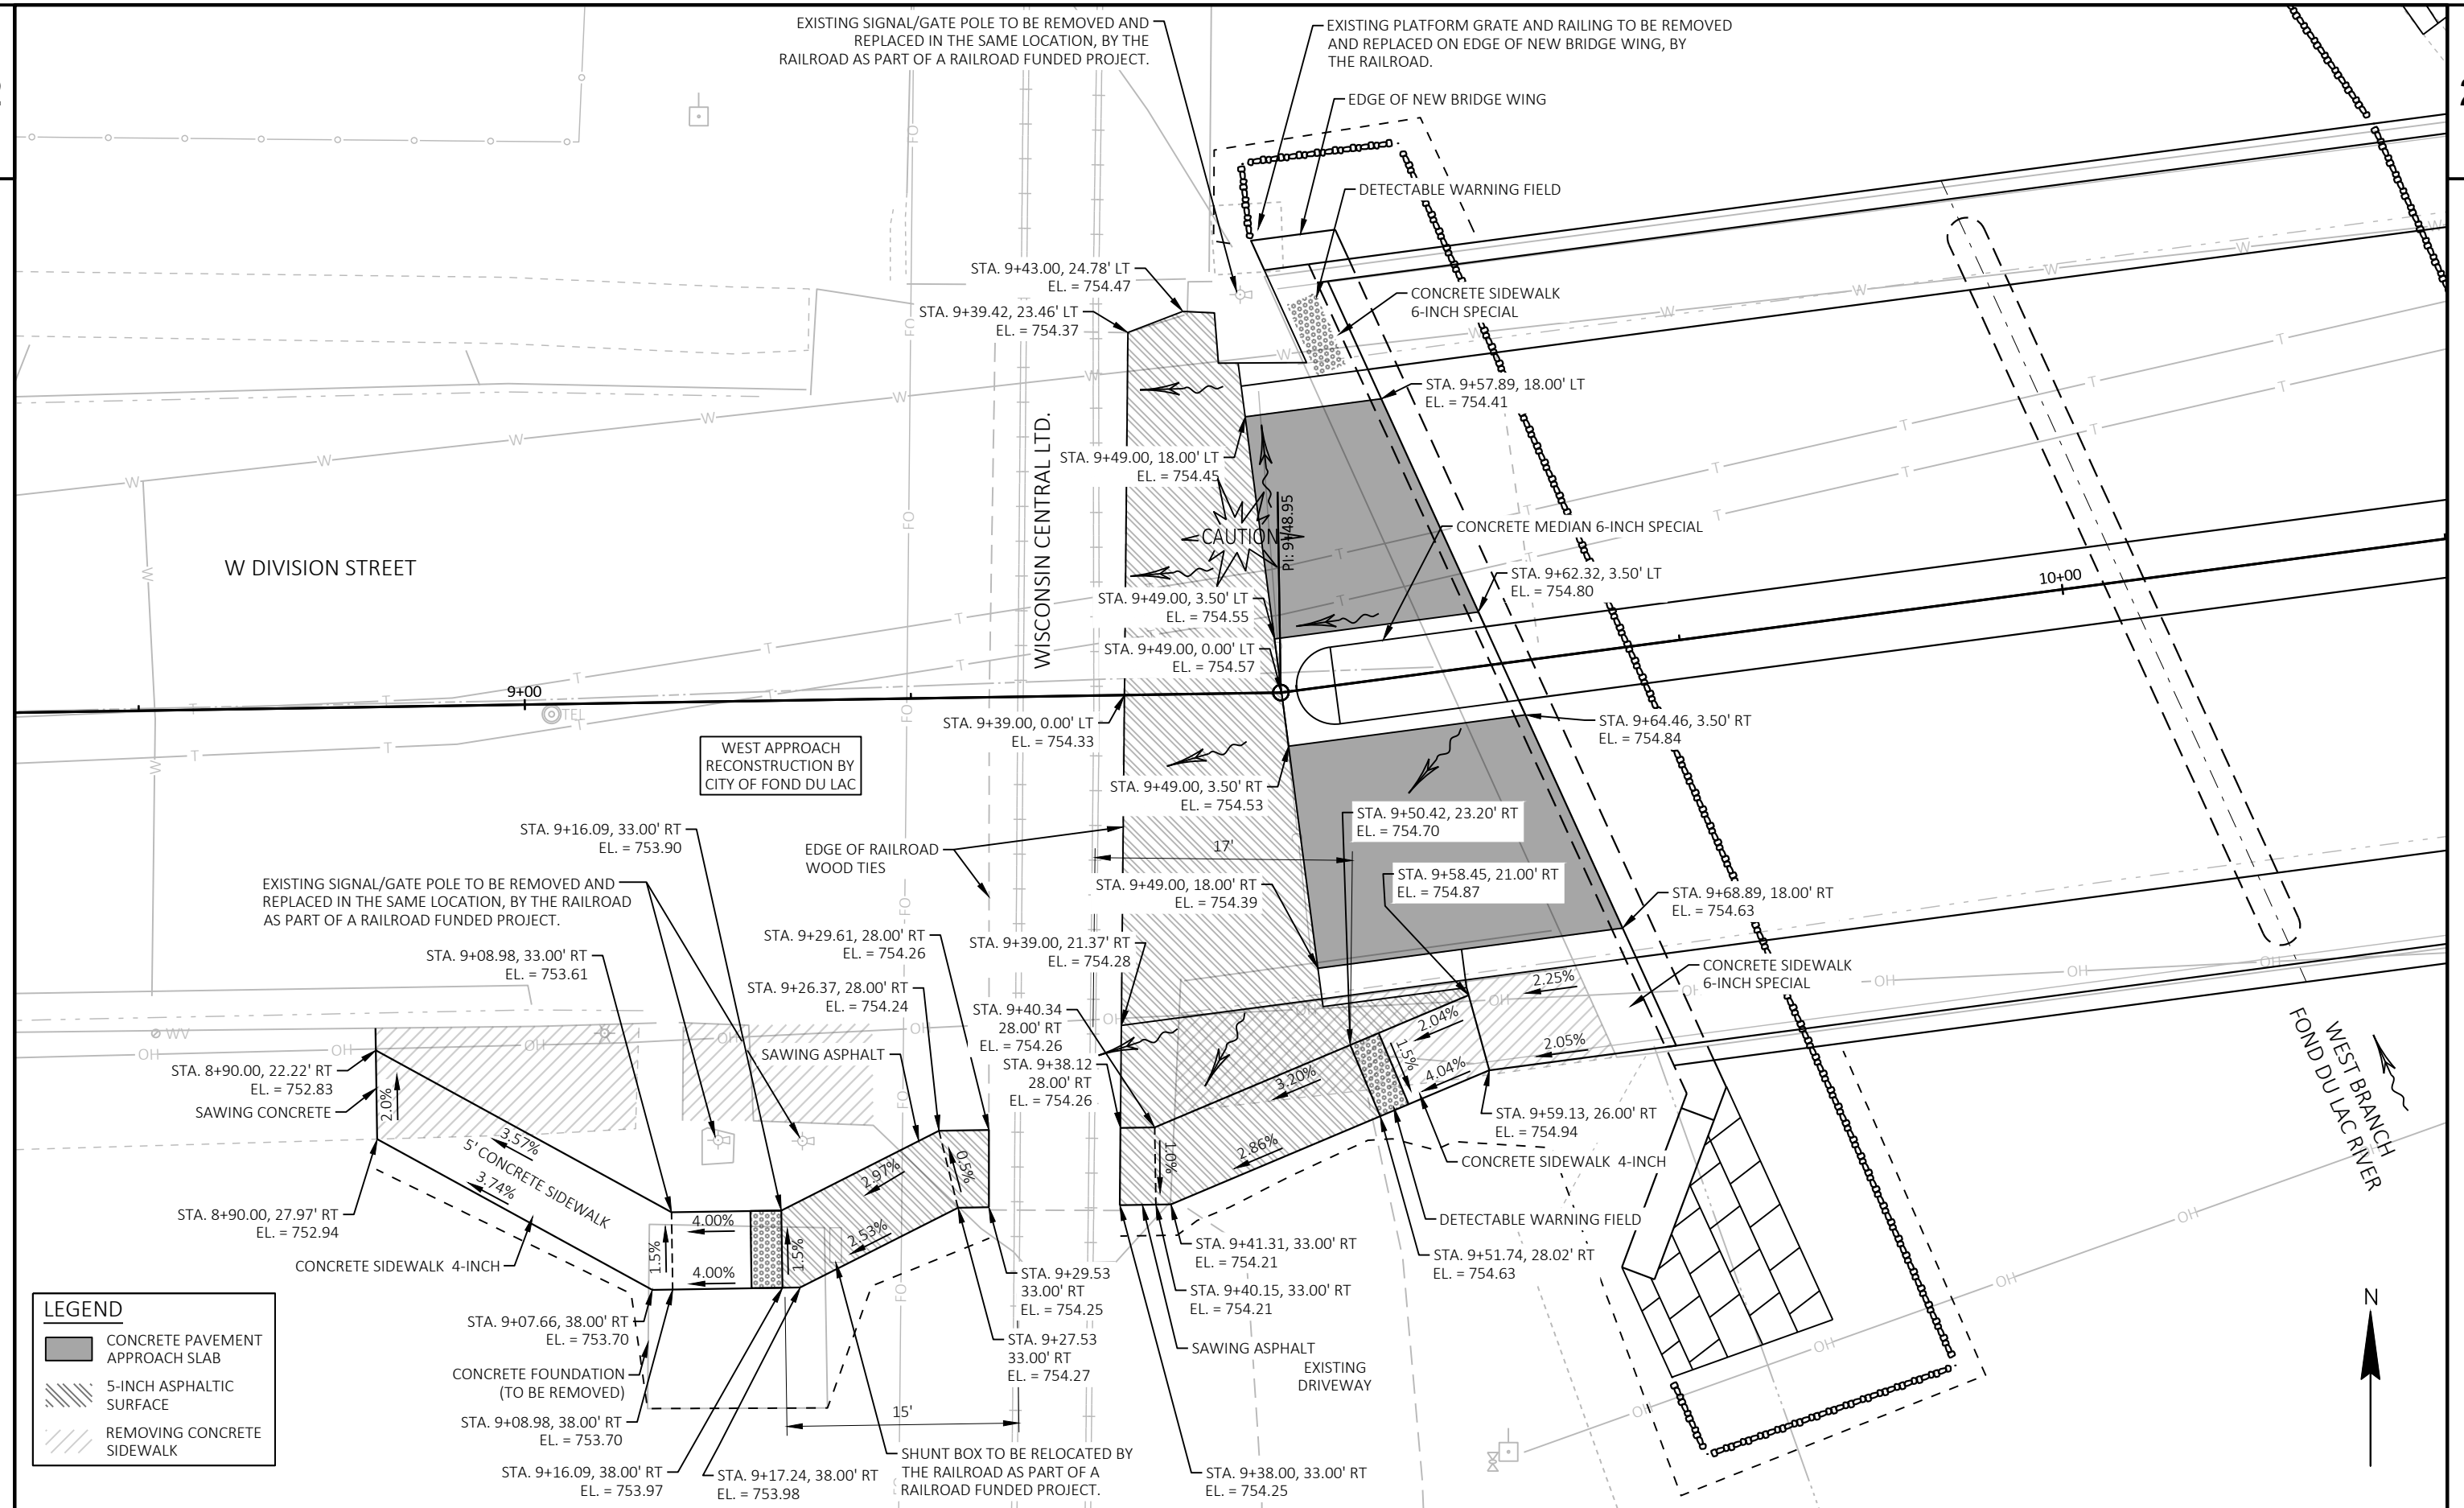 EXISTING SIGNAL/GATE POLE TO BE REMOVED AND
REPLACED IN THE SAME LOCATION, BY THE
RAILROAD AS PART OF A RAILROAD FUNDED PROJECT.
EXISTING PLATFORM GRATE AND RAILING TO BE REMOVED
AND REPLACED ON EDGE OF NEW BRIDGE WING, BY
THE RAILROAD.
EDGE OF NEW BRIDGE WING
DETECTABLE WARNING FIELD
STA. 9+43.00, 24.78' LT
EL. = 754.47
STA. 9+39.42, 23.46' LT
EL. = 754.37
CONCRETE SIDEWALK
6-INCH SPECIAL
STA. 9+57.89, 18.00' LT
EL. = 754.41
STA. 9+49.00, 18.00' LT
EL. = 754.45
WISCONSIN CENTRAL LTD.
CAUTION
PI: 9+48.95
CONCRETE MEDIAN 6-INCH SPECIAL
W DIVISION STREET
STA. 9+62.32, 3.50' LT
EL. = 754.80
10+00
STA. 9+49.00, 3.50' LT
EL. = 754.55
STA. 9+49.00, 0.00' LT
EL. = 754.57
9+00
TEL
STA. 9+39.00, 0.00' LT
EL. = 754.33
STA. 9+64.46, 3.50' RT
EL. = 754.84
WEST APPROACH
RECONSTRUCTION BY
CITY OF FOND DU LAC
STA. 9+49.00, 3.50' RT
EL. = 754.53
STA. 9+50.42, 23.20' RT
EL. = 754.70
STA. 9+16.09, 33.00' RT
EL. = 753.90
EDGE OF RAILROAD
WOOD TIES
17'
STA. 9+58.45, 21.00' RT
EL. = 754.87
EXISTING SIGNAL/GATE POLE TO BE REMOVED AND
REPLACED IN THE SAME LOCATION, BY THE RAILROAD
AS PART OF A RAILROAD FUNDED PROJECT.
STA. 9+49.00, 18.00' RT
EL. = 754.39
STA. 9+68.89, 18.00' RT
EL. = 754.63
STA. 9+29.61, 28.00' RT
EL. = 754.26
STA. 9+39.00, 21.37' RT
EL. = 754.28
STA. 9+08.98, 33.00' RT
EL. = 753.61
STA. 9+26.37, 28.00' RT
EL. = 754.24
CONCRETE SIDEWALK
6-INCH SPECIAL
2.25%
STA. 9+40.34
28.00' RT
EL. = 754.26
2.04%
2.05%
WV
SAWING ASPHALT
STA. 9+38.12
28.00' RT
EL. = 754.26
1.5%
4.04%
3.20%
WEST BRANCH
FOND DU LAC RIVER
STA. 8+90.00, 22.22' RT
EL. = 752.83
SAWING CONCRETE
2.0%
STA. 9+59.13, 26.00' RT
EL. = 754.94
3.57%
5' CONCRETE SIDEWALK
3.74%
2.97%
0.5%
1.0%
2.86%
CONCRETE SIDEWALK 4-INCH
STA. 8+90.00, 27.97' RT
EL. = 752.94
4.00%
1.5%
1.5%
2.53%
DETECTABLE WARNING FIELD
CONCRETE SIDEWALK 4-INCH
4.00%
STA. 9+41.31, 33.00' RT
EL. = 754.21
STA. 9+51.74, 28.02' RT
EL. = 754.63
STA. 9+29.53
33.00' RT
EL. = 754.25
STA. 9+40.15, 33.00' RT
EL. = 754.21
LEGEND
CONCRETE PAVEMENT
APPROACH SLAB
5-INCH ASPHALTIC
SURFACE
REMOVING CONCRETE
SIDEWALK
STA. 9+07.66, 38.00' RT
EL. = 753.70
STA. 9+27.53
33.00' RT
EL. = 754.27
SAWING ASPHALT
CONCRETE FOUNDATION
(TO BE REMOVED)
EXISTING
DRIVEWAY
N
STA. 9+08.98, 38.00' RT
EL. = 753.70
15'
STA. 9+16.09, 38.00' RT
EL. = 753.97
STA. 9+17.24, 38.00' RT
EL. = 753.98
SHUNT BOX TO BE RELOCATED BY
THE RAILROAD AS PART OF A
RAILROAD FUNDED PROJECT.
STA. 9+38.00, 33.00' RT
EL. = 754.25